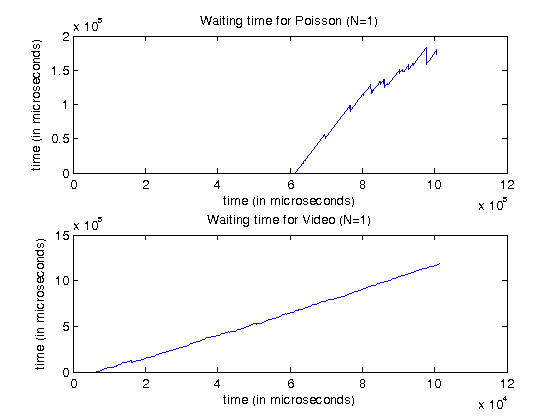 Waiting time for Poisson (N=1)
x 10^5
2
1.5
1
0.5
0
time (in microseconds)
0 2 4 6 8 10 12
time (in microseconds)
x 10^5
Waiting time for Video (N=1)
x 10^5
15
10
5
0
time (in microseconds)
0 2 4 6 8 10 12
time (in microseconds)
x 10^4